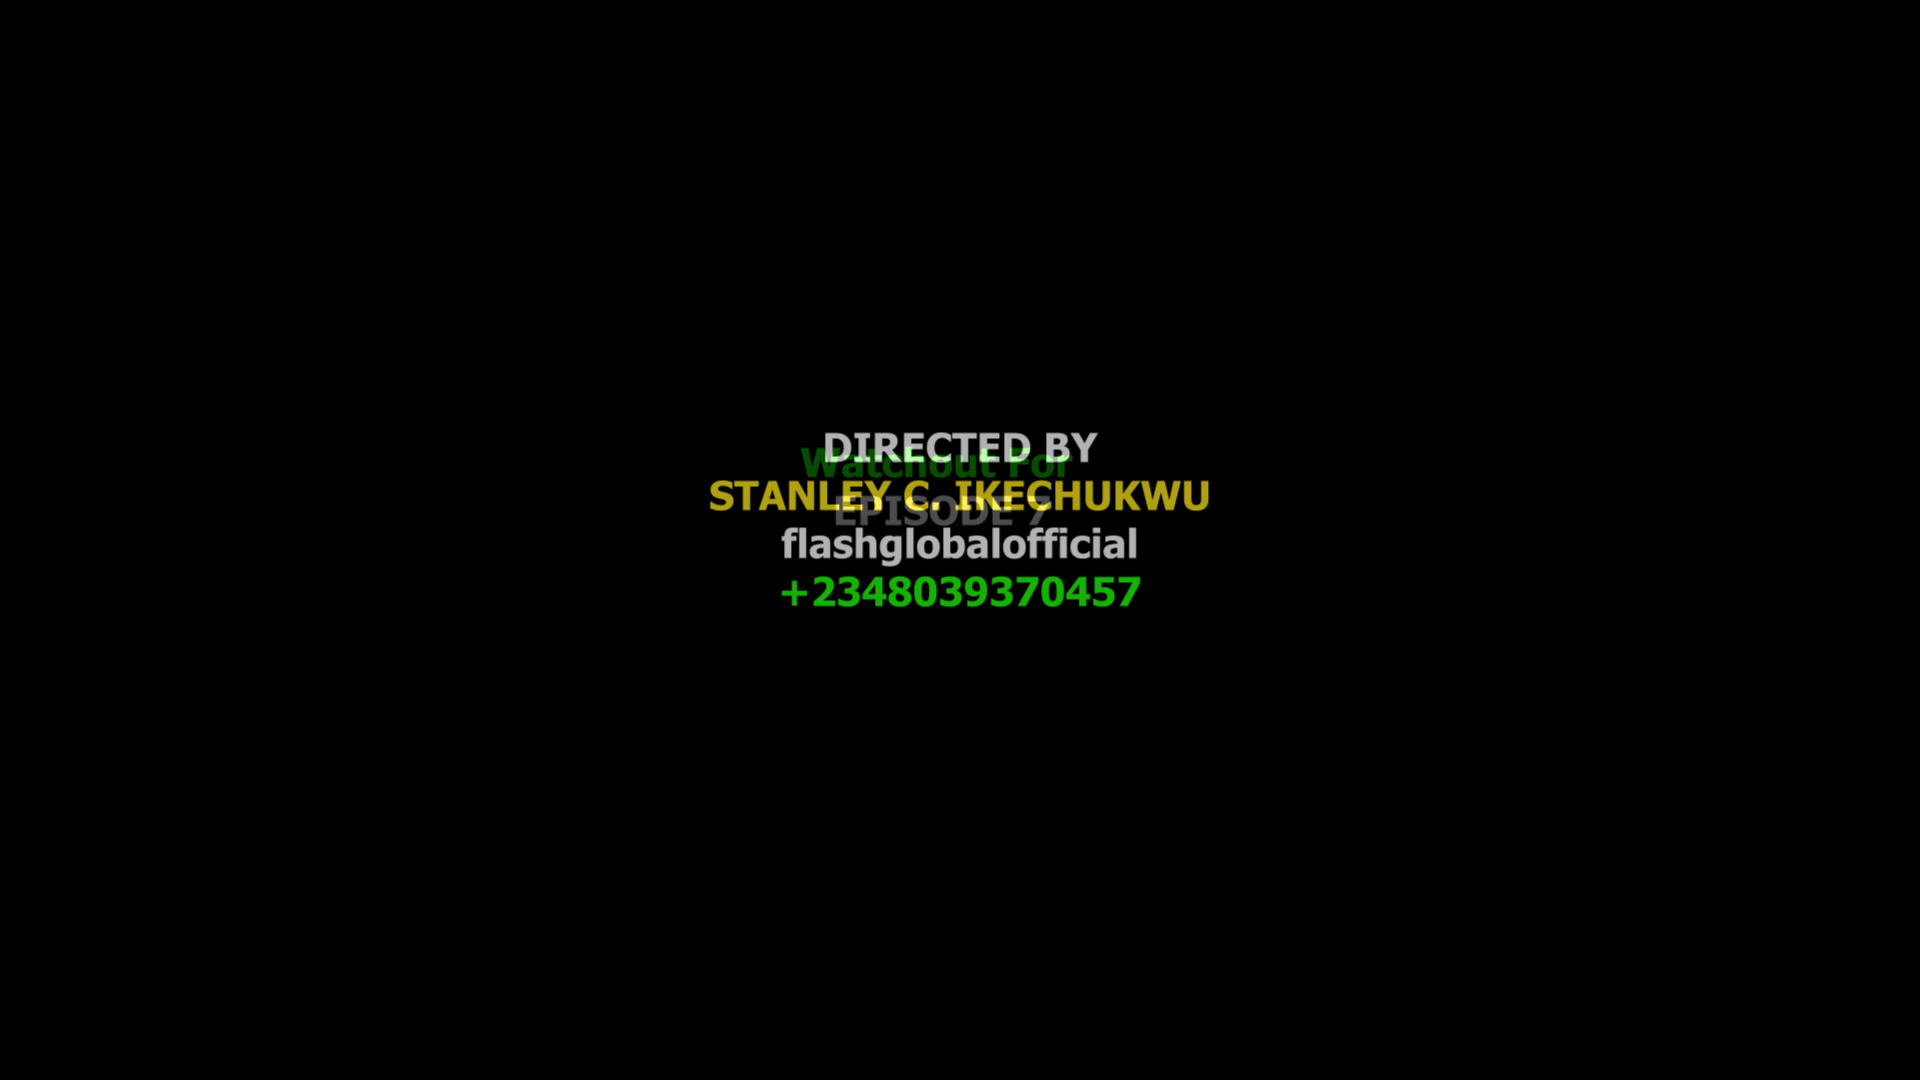 DIRECTED BY
Watchout For
STANLEY C. IKECHUKWU
EPISODE 7
flashglobalofficial
+2348039370457